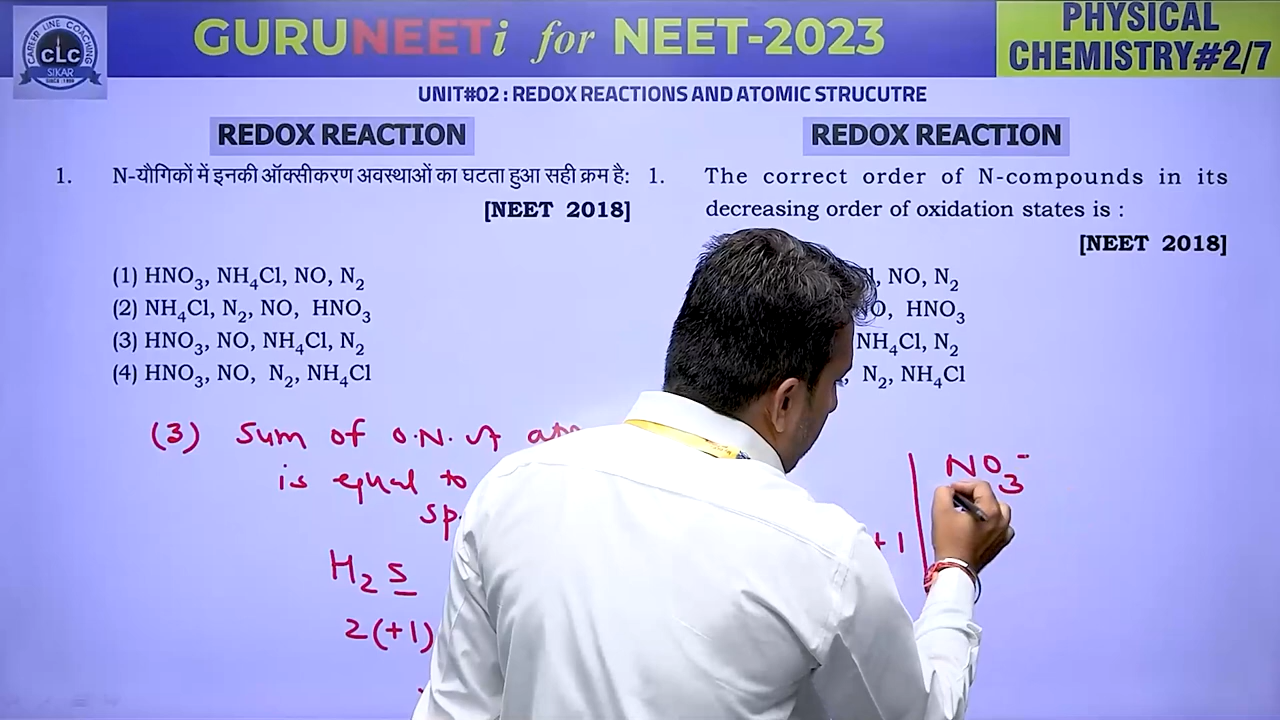 CAREER LINE COACHING
CLC
SIKAR
SINCE : 1996
GURUNEETi for NEET-2023
PHYSICAL
CHEMISTRY#2/7
UNIT#02 : REDOX REACTIONS AND ATOMIC STRUCUTRE
REDOX REACTION
1. N-यौगिकों में इनकी ऑक्सीकरण अवस्थाओं का घटता हुआ सही क्रम है:
[NEET 2018]
(1) HNO₃, NH₄Cl, NO, N₂
(2) NH₄Cl, N₂, NO, HNO₃
(3) HNO₃, NO, NH₄Cl, N₂
(4) HNO₃, NO, N₂, NH₄Cl
REDOX REACTION
1. The correct order of N-compounds in its
decreasing order of oxidation states is :
[NEET 2018]
, NO, N₂
, HNO₃
NH₄Cl, N₂
, N₂, NH₄Cl
(3) Sum of O.N. of
is equal to
H₂S
2(+1)
+1
NO₃⁻